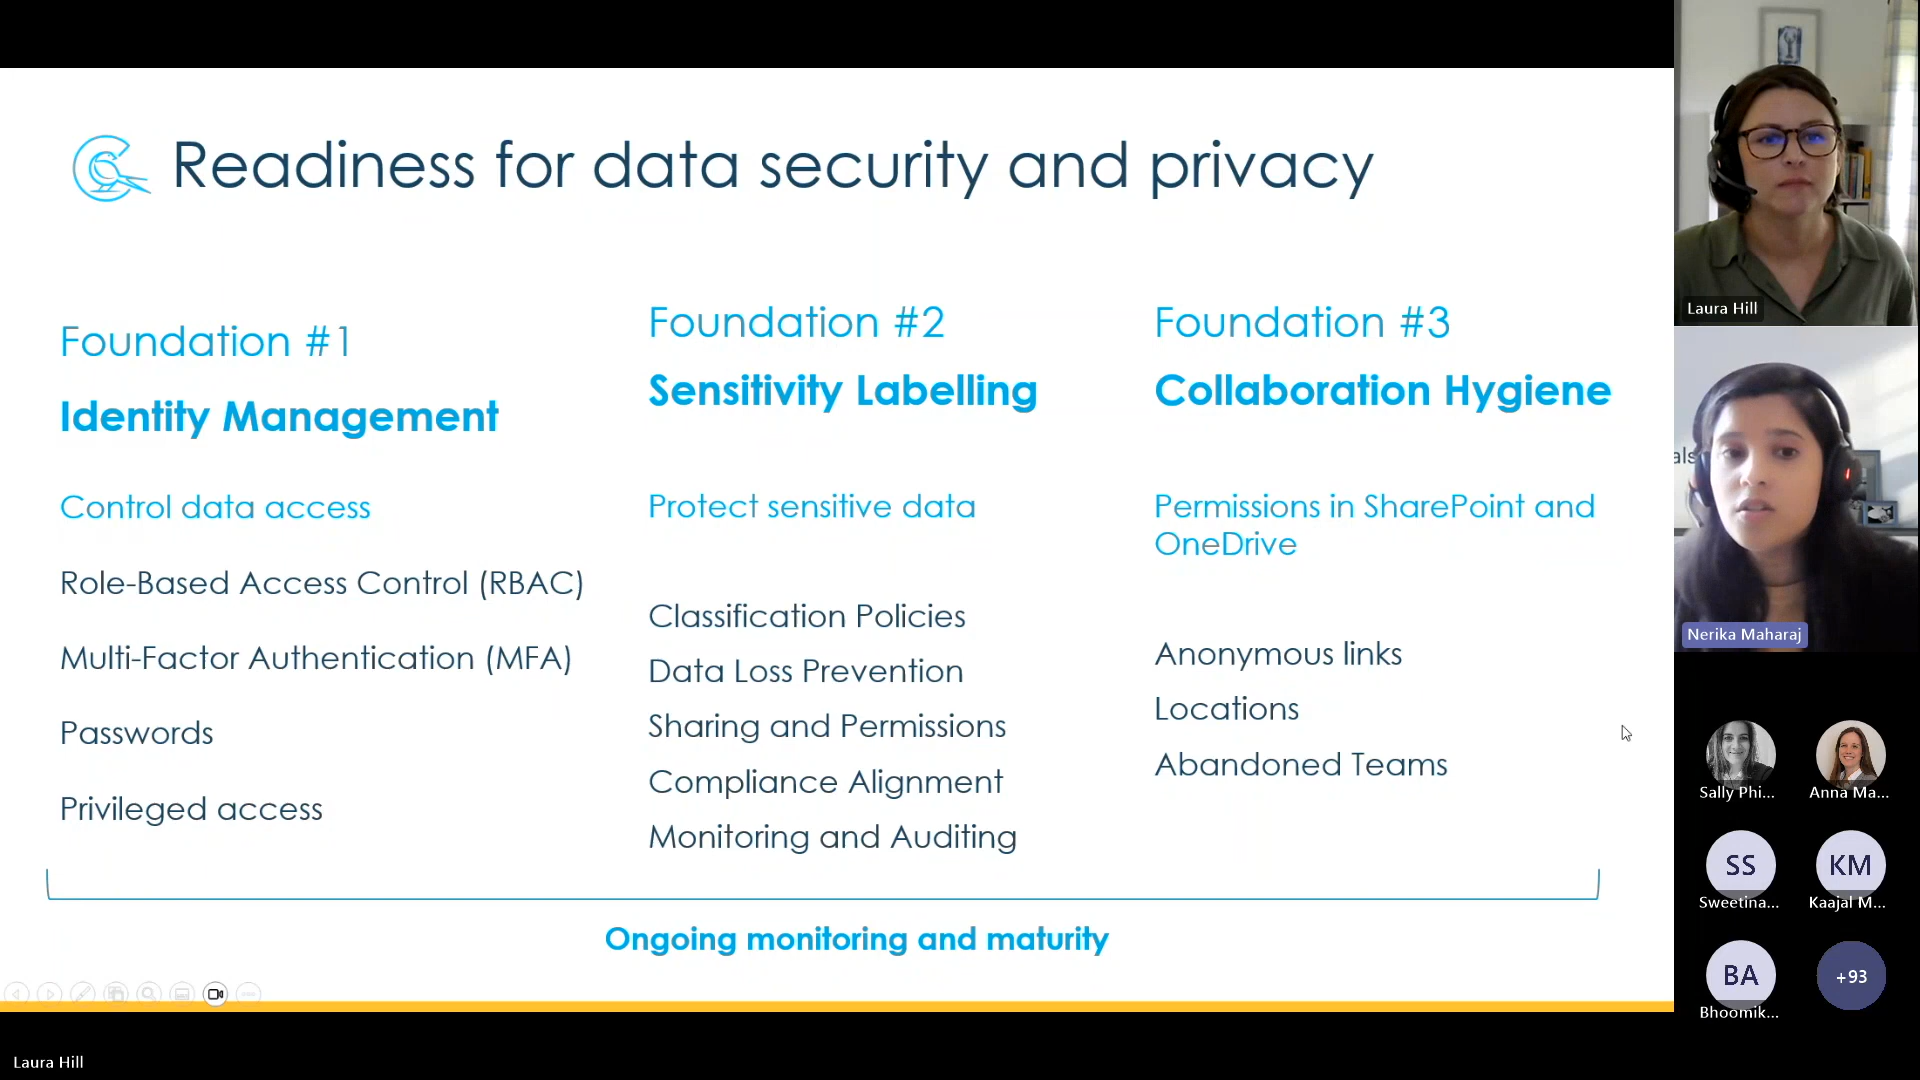 Readiness for data security and privacy
Foundation #1
Identity Management
Control data access
Role-Based Access Control (RBAC)
Multi-Factor Authentication (MFA)
Passwords
Privileged access
Foundation #2
Sensitivity Labelling
Protect sensitive data
Classification Policies
Data Loss Prevention
Sharing and Permissions
Compliance Alignment
Monitoring and Auditing
Foundation #3
Collaboration Hygiene
Permissions in SharePoint and
OneDrive
Anonymous links
Locations
Abandoned Teams
Ongoing monitoring and maturity
Laura Hill
Laura Hill
als
Nerika Maharaj
Sally Phi...
Anna Ma...
SS
Sweetina...
KM
Kaajal M...
BA
Bhoomik...
+93